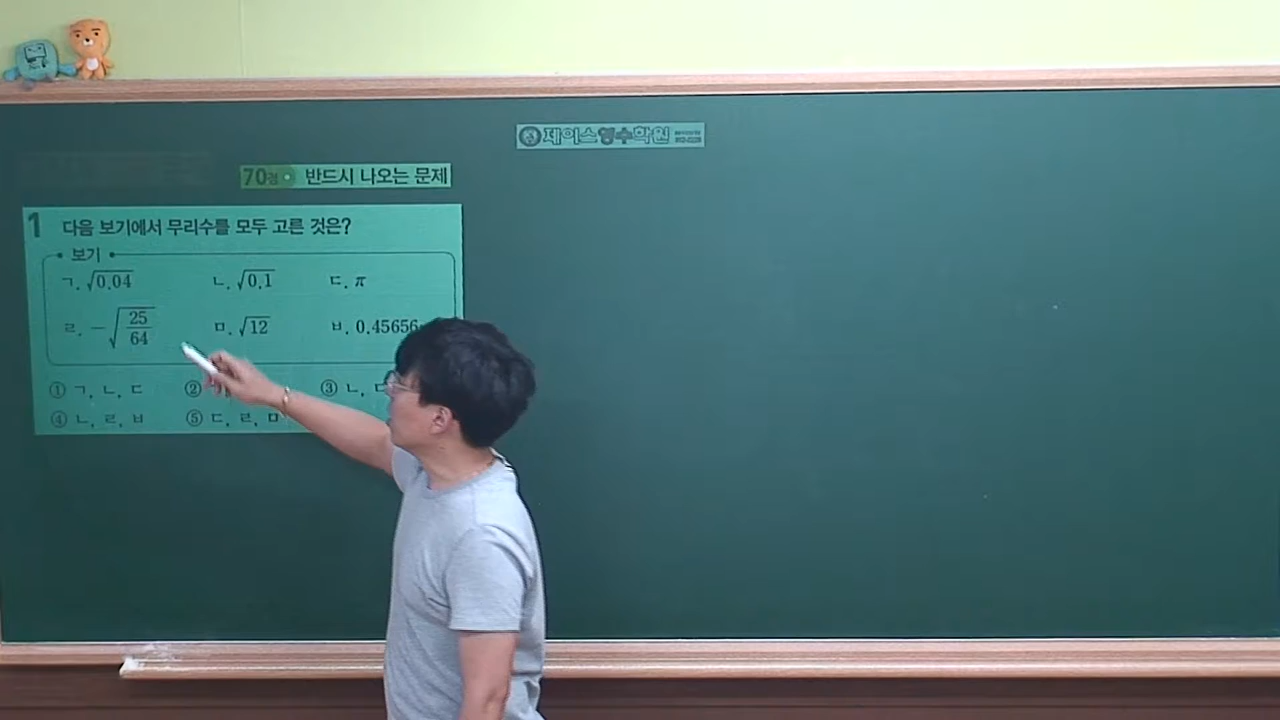 제이스영수학원
70점 반드시 나오는 문제
1 다음 보기에서 무리수를 모두 고른 것은?
보기
ㄱ. √0.04 ㄴ. √0.1 ㄷ. π
ㄹ. -√(25/64) ㅁ. √12 ㅂ. 0.45656
① ㄱ, ㄴ, ㄷ ② ③ ㄴ, ㄷ
④ ㄴ, ㄹ, ㅂ ⑤ ㄷ, ㄹ, ㅁ